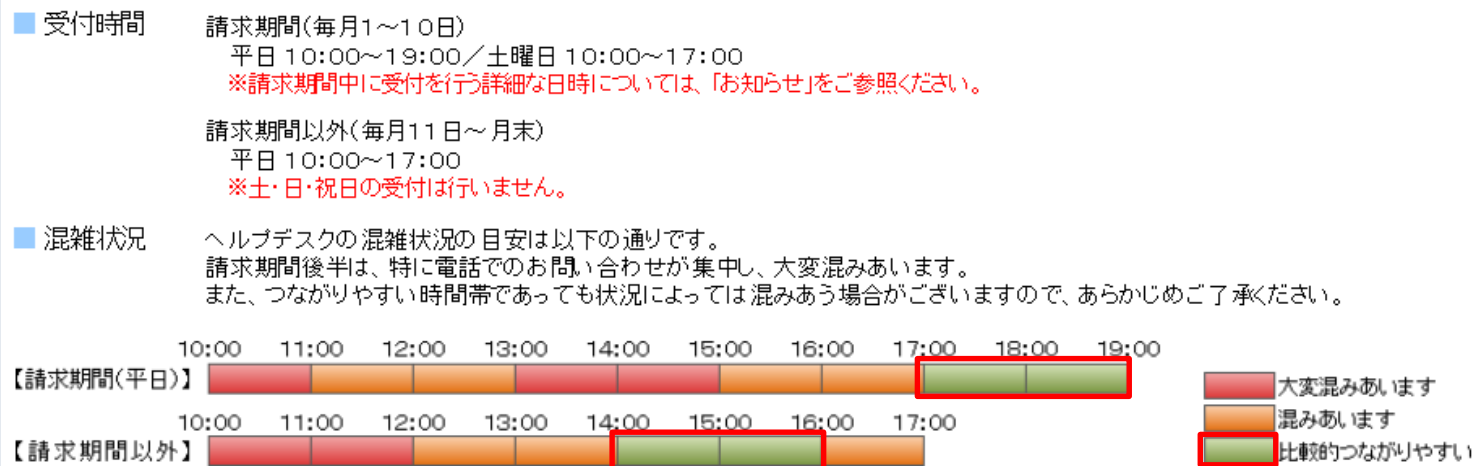 ■ 受付時間 請求期間(毎月1～10日)
平日 10:00～19:00／土曜日 10:00～17:00
※請求期間中に受付を行う詳細な日時については、「お知らせ」をご参照ください。
請求期間以外(毎月11日～月末)
平日 10:00～17:00
※土・日・祝日の受付は行いません。
■ 混雑状況 ヘルプデスクの混雑状況の目安は以下の通りです。
請求期間後半は、特に電話でのお問い合わせが集中し、大変混みあいます。
また、つながりやすい時間帯であっても状況によっては混みあう場合がございますので、あらかじめご了承ください。
10:00 11:00 12:00 13:00 14:00 15:00 16:00 17:00 18:00 19:00
【請求期間(平日)】
大変混みあいます
10:00 11:00 12:00 13:00 14:00 15:00 16:00 17:00
混みあいます
【請求期間以外】
比較的つながりやすい